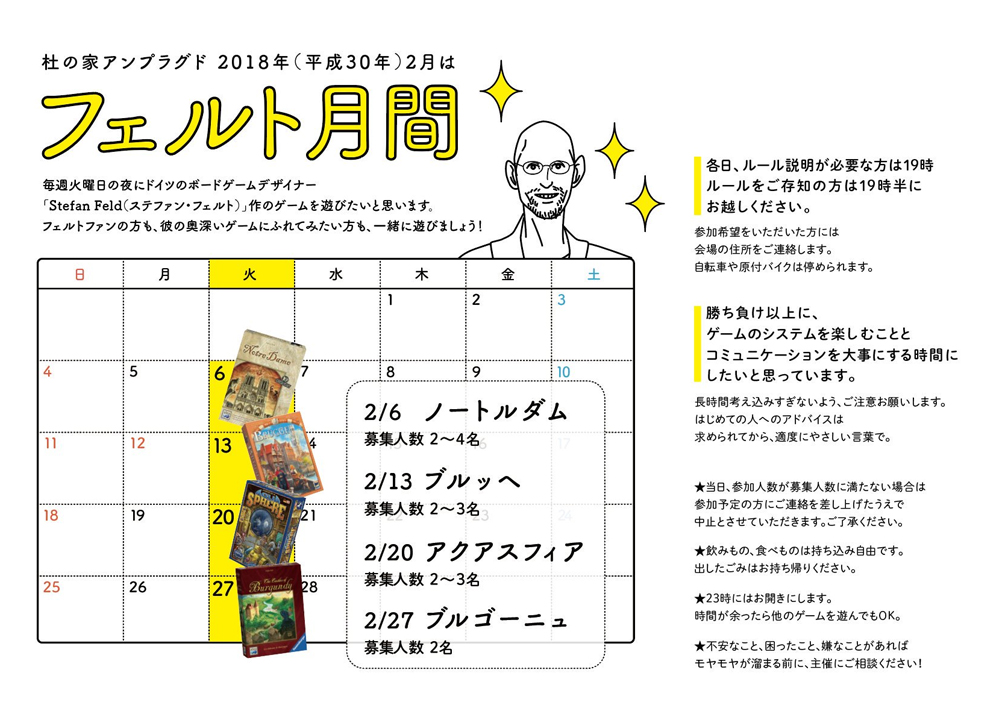 杜の家アンプラグド 2018年(平成30年)2月は
フェルト月間
毎週火曜日の夜にドイツのボードゲームデザイナー
「Stefan Feld(ステファン・フェルト)」作のゲームを遊びたいと思います。
フェルトファンの方も、彼の奥深いゲームにふれてみたい方も、一緒に遊びましょう!
日 月 火 水 木 金 土
1 2 3
4 5 6 7 8 9 10
11 12 13 14 16 17
18 19 20 21 22 23 24
25 26 27 28
Notre Dame
Burgundy
2/6 ノートルダム
募集人数 2〜4名
2/13 ブルッヘ
募集人数 2〜3名
2/20 アクアスフィア
募集人数 2〜3名
2/27 ブルゴーニュ
募集人数 2名
各日、ルール説明が必要な方は19時
ルールをご存知の方は19時半に
お越しください。
参加希望をいただいた方には
会場の住所をご連絡します。
自転車や原付バイクは停められます。
勝ち負け以上に、
ゲームのシステムを楽しむことと
コミュニケーションを大事にする時間に
したいと思っています。
長時間考え込みすぎないよう、ご注意お願いします。
はじめての人へのアドバイスは
求められてから、適度にやさしい言葉で。
★当日、参加人数が募集人数に満たない場合は
参加予定の方にご連絡を差し上げたうえで
中止とさせていただきます。ご了承ください。
★飲みもの、食べものは持ち込み自由です。
出したごみはお持ち帰りください。
★23時にはお開きにします。
時間が余ったら他のゲームを遊んでもOK。
★不安なこと、困ったこと、嫌なことがあれば
モヤモヤが溜まる前に、主催にご相談ください!